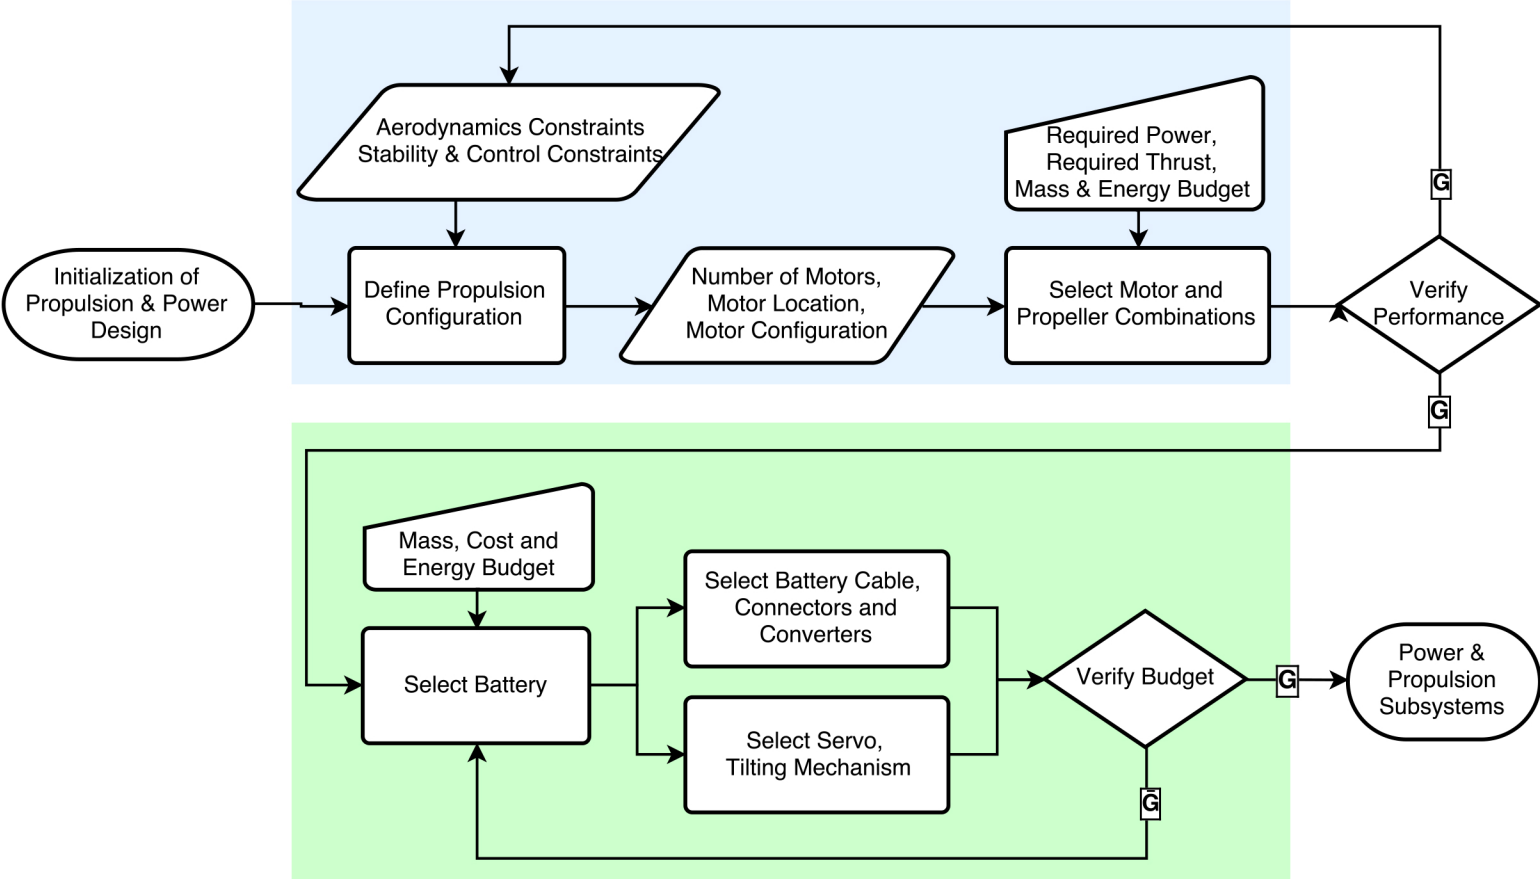 Aerodynamics Constraints
Stability & Control Constraints
Required Power,
Required Thrust,
Mass & Energy Budget
G
Initialization of
Propulsion & Power
Design
Define Propulsion
Configuration
Number of Motors,
Motor Location,
Motor Configuration
Select Motor and
Propeller Combinations
Verify
Performance
G
Mass, Cost and
Energy Budget
Select Battery
Select Battery Cable,
Connectors and
Converters
Select Servo,
Tilting Mechanism
Verify Budget
G
Power &
Propulsion
Subsystems
Ḡ